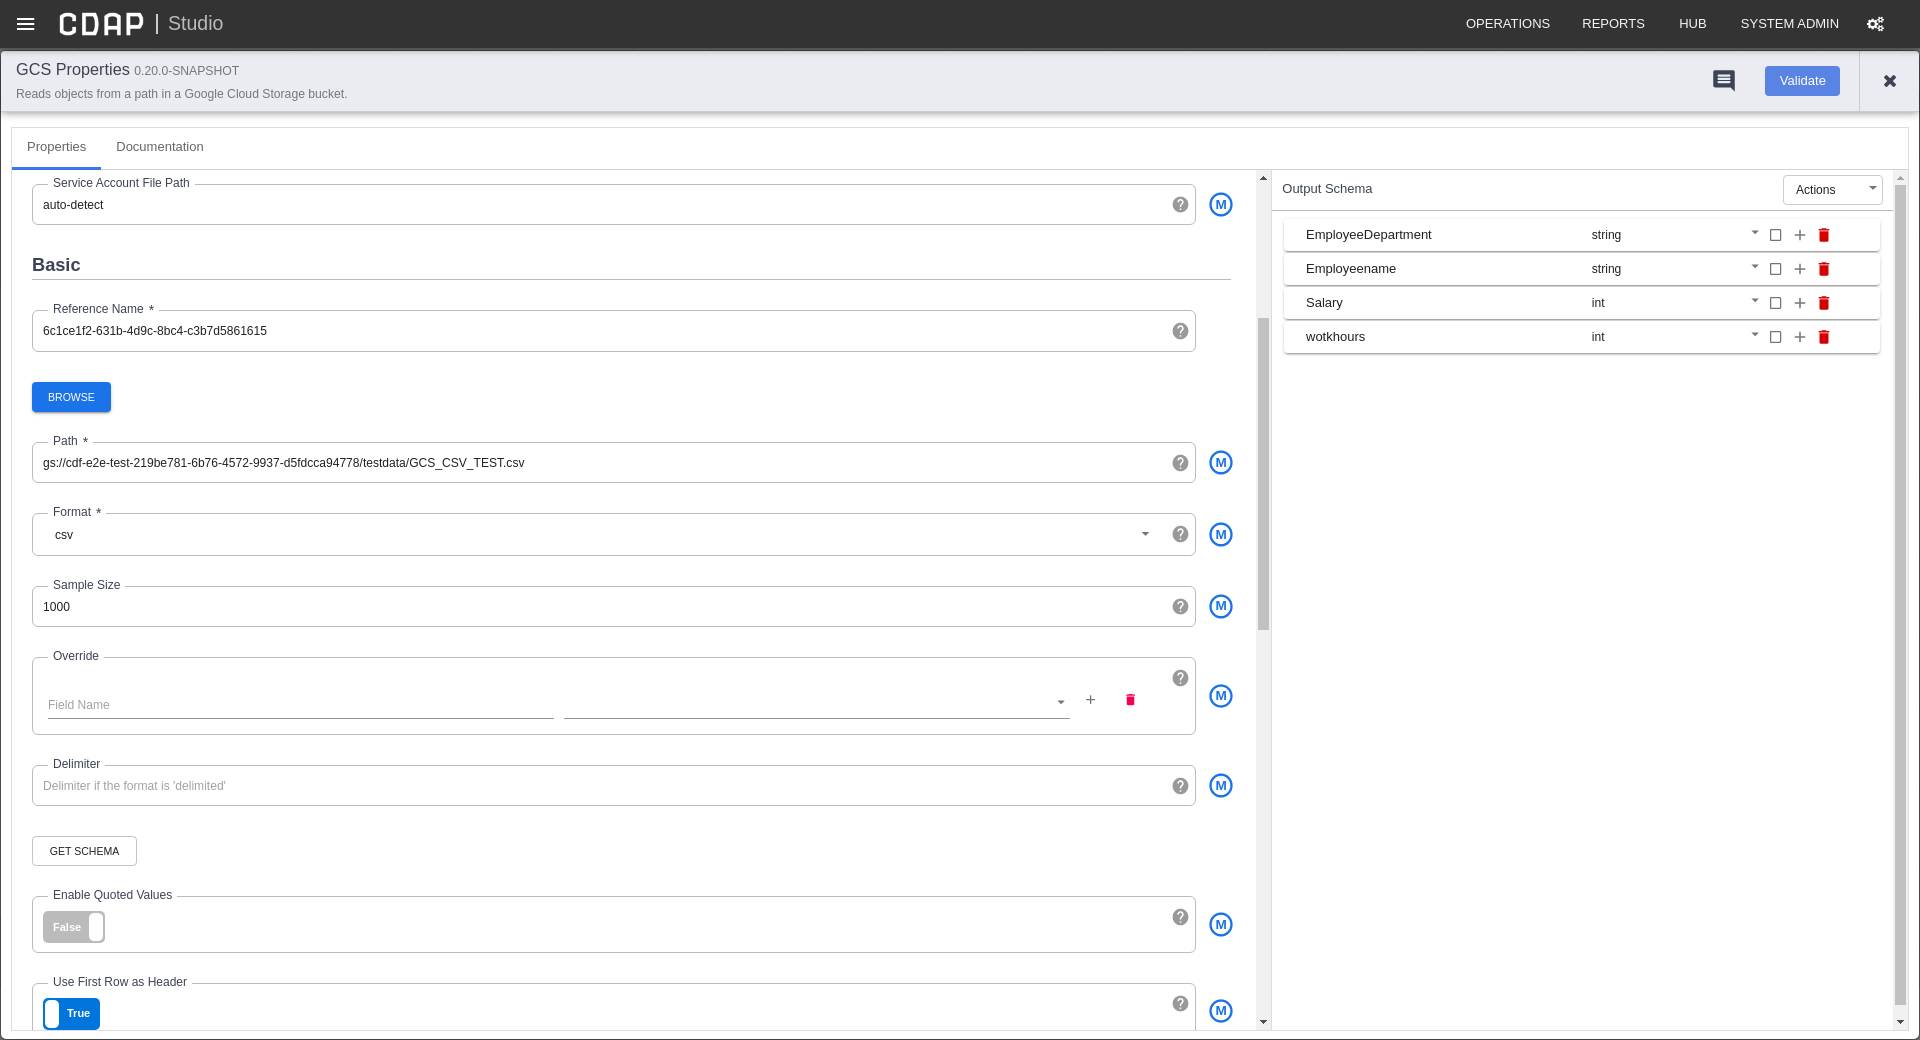 CDAP | Studio
OPERATIONS REPORTS HUB SYSTEM ADMIN
GCS Properties 0.20.0-SNAPSHOT
Reads objects from a path in a Google Cloud Storage bucket.
Validate
Properties Documentation
Service Account File Path
auto-detect
M
Basic
Reference Name *
6c1ce1f2-631b-4d9c-8bc4-c3b7d5861615
BROWSE
Path *
gs://cdf-e2e-test-219be781-6b76-4572-9937-d5fdcca94778/testdata/GCS_CSV_TEST.csv
M
Format *
csv
M
Sample Size
1000
M
Override
Field Name
M
Delimiter
Delimiter if the format is 'delimited'
M
GET SCHEMA
Enable Quoted Values
False
M
Use First Row as Header
True
M
Output Schema
Actions
EmployeeDepartment string
Employeename string
Salary int
wotkhours int